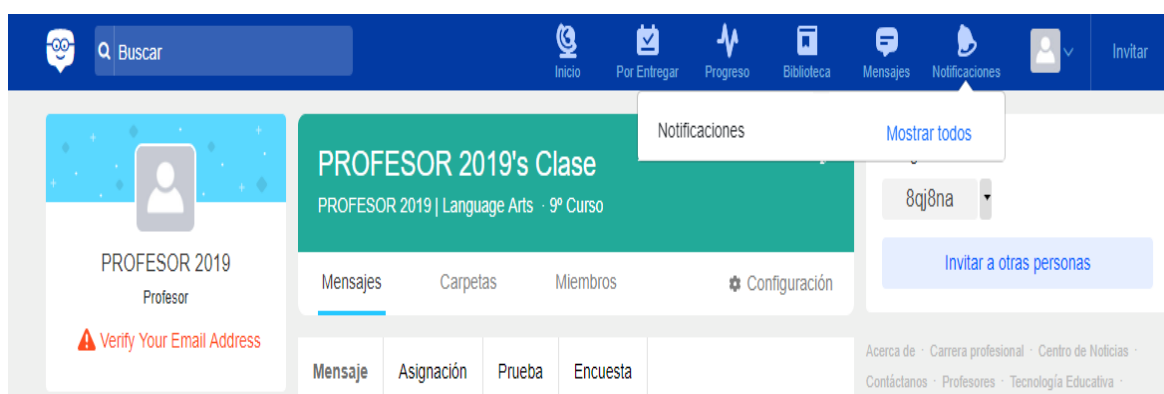 Buscar
Inicio
Por Entregar
Progreso
Biblioteca
Mensajes
Notificaciones
Invitar
Notificaciones
Mostrar todos
PROFESOR 2019's Clase
PROFESOR 2019 | Language Arts · 9º Curso
8qj8na
Invitar a otras personas
PROFESOR 2019
Profesor
Verify Your Email Address
Mensajes
Carpetas
Miembros
Configuración
Mensaje
Asignación
Prueba
Encuesta
Acerca de · Carrera profesional · Centro de Noticias ·
Contáctanos · Profesores · Tecnología Educativa ·